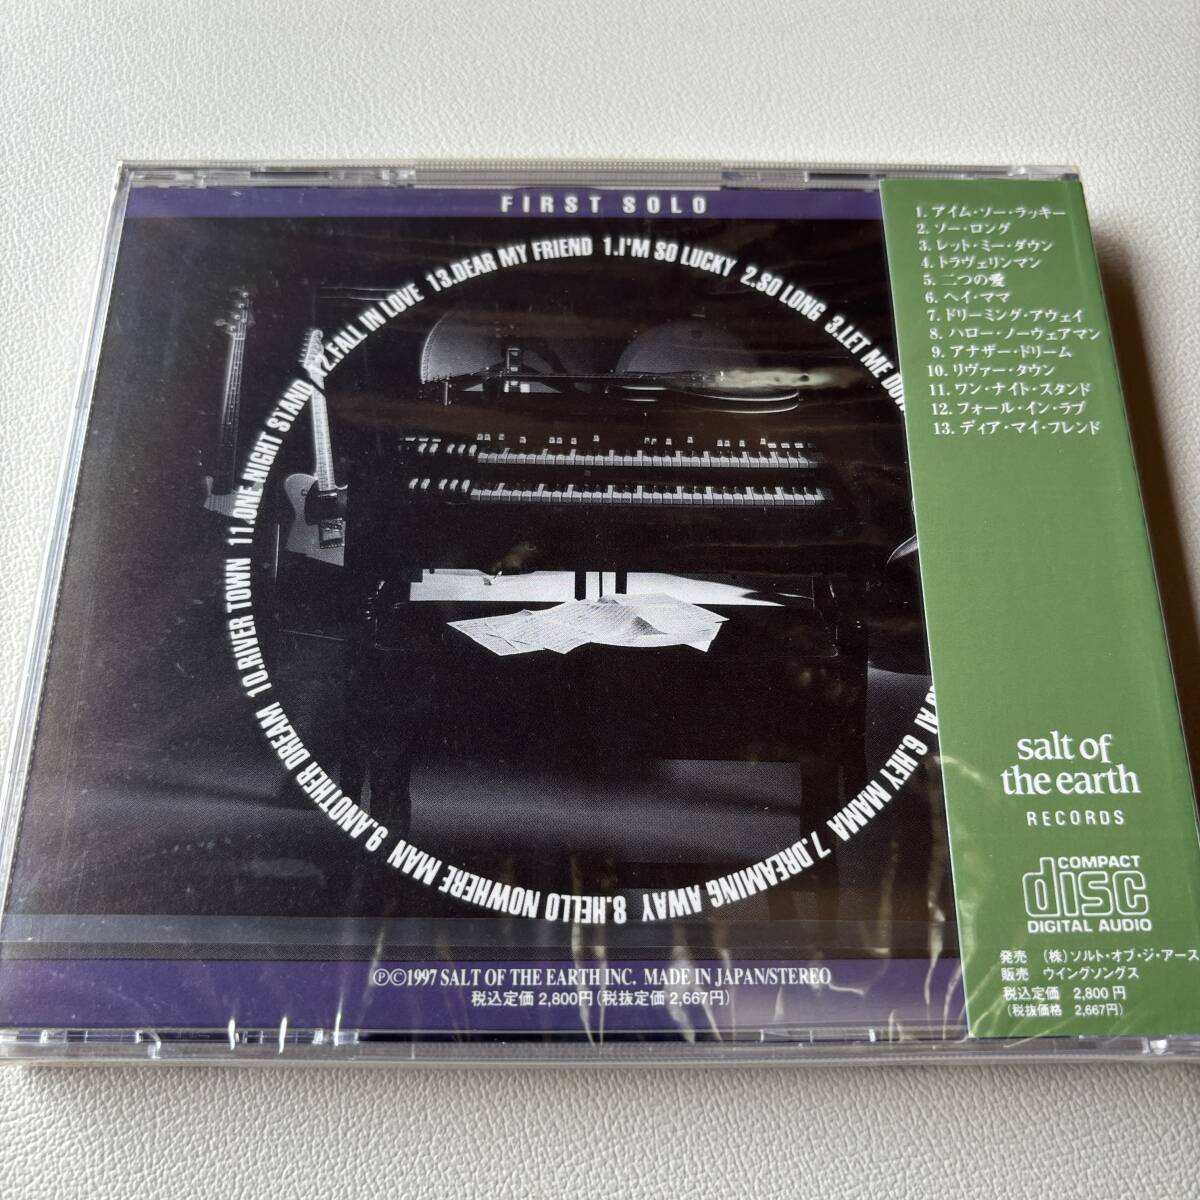 FIRST SOLO
1.I'M SO LUCKY 2.SO LONG 3.LET ME
AI 6.HEY MAMA 7.DREAMING AWAY 8.HELLO NOWHERE MAN 9.ANOTHER DREAM 10.RIVER TOWN 11.ONE NIGHT STAND 12.FALL IN LOVE 13.DEAR MY FRIEND
Ⓟ©1997 SALT OF THE EARTH INC. MADE IN JAPAN/STEREO
税込定価 2,800円(税抜定価 2,667円)
1. アイム・ソー・ラッキー
2. ソー・ロング
3. レット・ミー・ダウン
4. トラヴェリンマン
5. 二つの愛
6. ヘイ・ママ
7. ドリーミング・アウェイ
8. ハロー・ノーウェアマン
9. アナザー・ドリーム
10. リヴァー・タウン
11. ワン・ナイト・スタンド
12. フォール・イン・ラブ
13. ディア・マイ・フレンド
salt of
the earth
RECORDS
COMPACT
disc
DIGITAL AUDIO
発売 (株)ソルト・オブ・ジ・アース
販売 ウイングソングス
税込定価 2,800円
(税抜価格 2,667円)